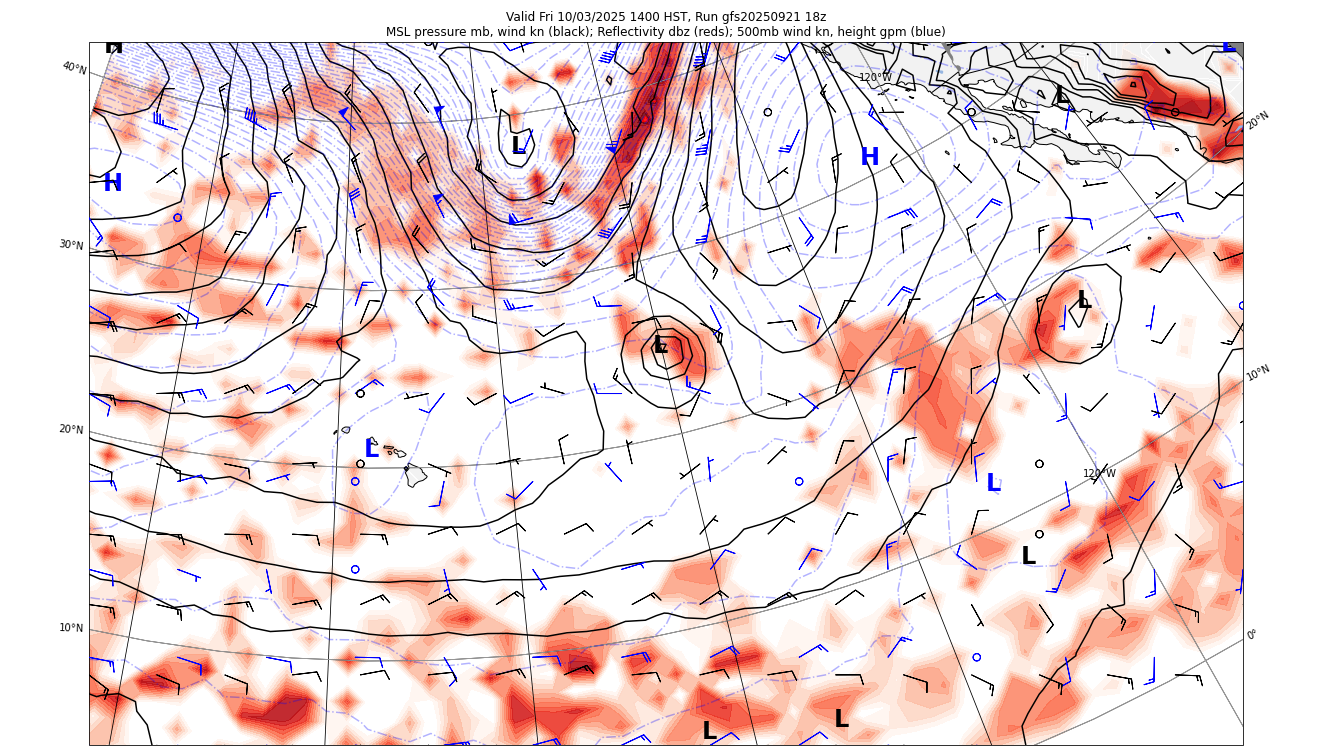 Valid Fri 10/03/2025 1400 HST, Run gfs20250921 18z
MSL pressure mb, wind kn (black); Reflectivity dbz (reds); 500mb wind kn, height gpm (blue)
H
L
40°N
120°W
L
20°N
L
H
H
30°N
L
L
10°N
20°N
L
120°W
L
L
10°N
0°
L
L